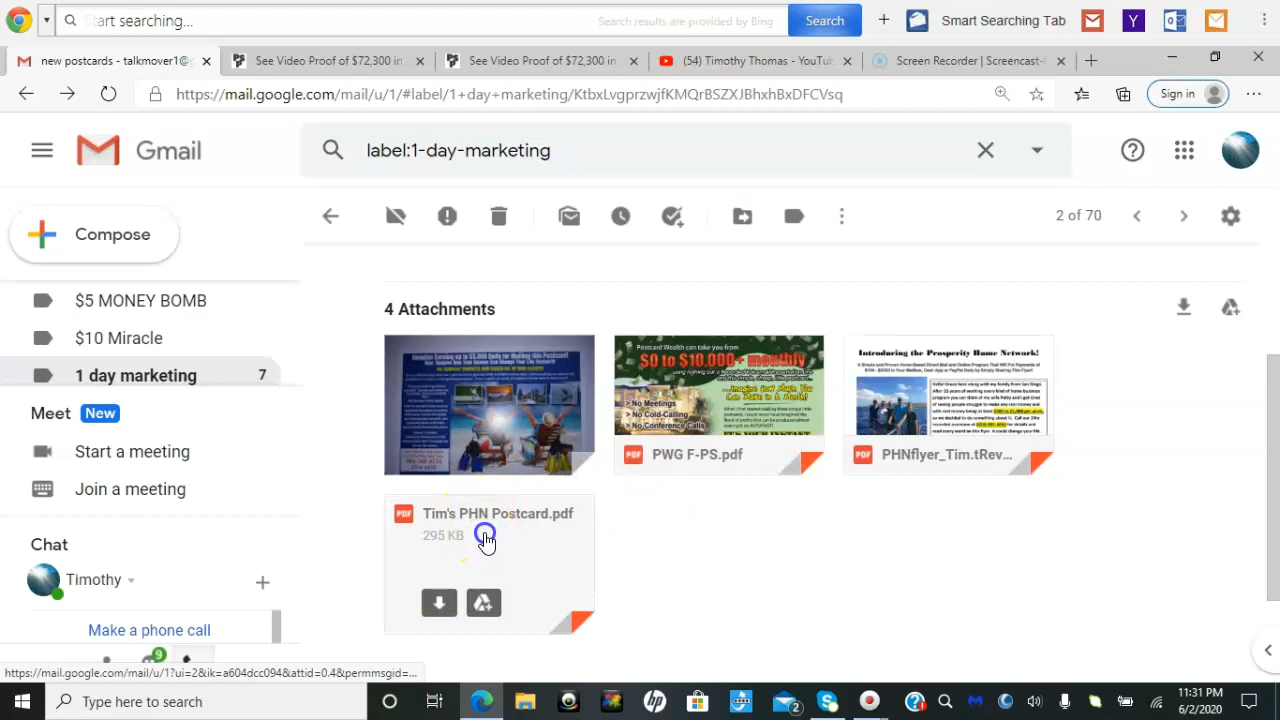 Start searching...
Search results are provided by Bing
Search
Smart Searching Tab
new postcards - talkmover1@g
See Video Proof of $72,300 in
See Video Proof of $72,300 in
(54) Timothy Thomas - YouTu
Screen Recorder | Screencast-
https://mail.google.com/mail/u/1/#label/1+day+marketing/KtbxLvgprzwjfKMQrBSZXJBhxhBxDFCVsq
Sign in
Gmail
label:1-day-marketing
Compose
2 of 70
$5 MONEY BOMB
$10 Miracle
1 day marketing 7
Meet New
Start a meeting
Join a meeting
Chat
Timothy
Make a phone call
9
4 Attachments
Postcard Wealth can take you from
$0 to $10,000+ monthly
> No Meetings
> No Cold-Calling
> No Conference Calls
PDF PWG F-PS.pdf
Introducing the Prosperity Home Network!
PDF PHNflyer_Tim.tRev...
PDF Tim's PHN Postcard.pdf
295 KB
https://mail.google.com/mail/u/1?ui=2&ik=a604dcc094&attid=0.4&permmsgid=...
Type here to search
hp
2
11:31 PM
6/2/2020